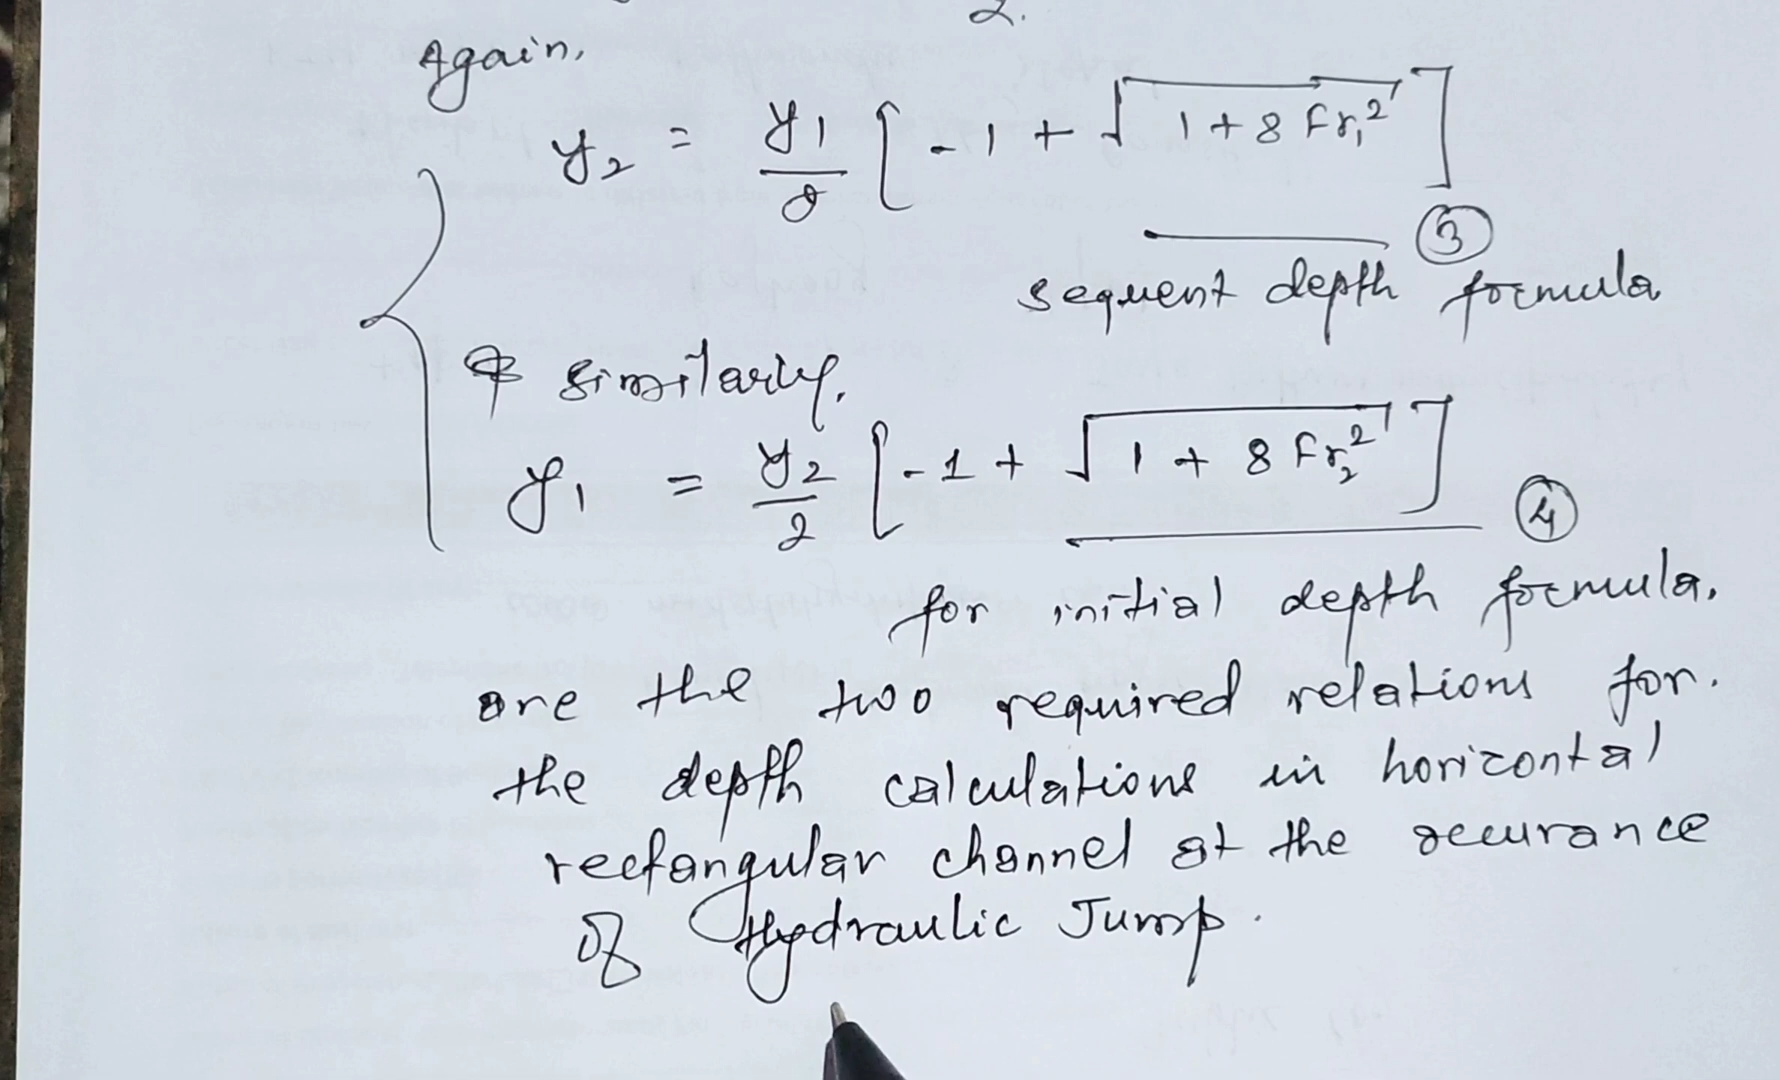 2.
Again,
y₂ = y₁/2 [-1 + √(1 + 8 Fr₁²)]
③
sequent depth formula
& similarly,
y₁ = y₂/2 [-1 + √(1 + 8 Fr₂²)]
④
for initial depth formula.
are the two required relations for.
the depth calculations in horizontal
rectangular channel at the occurance
of Hydraulic Jump.